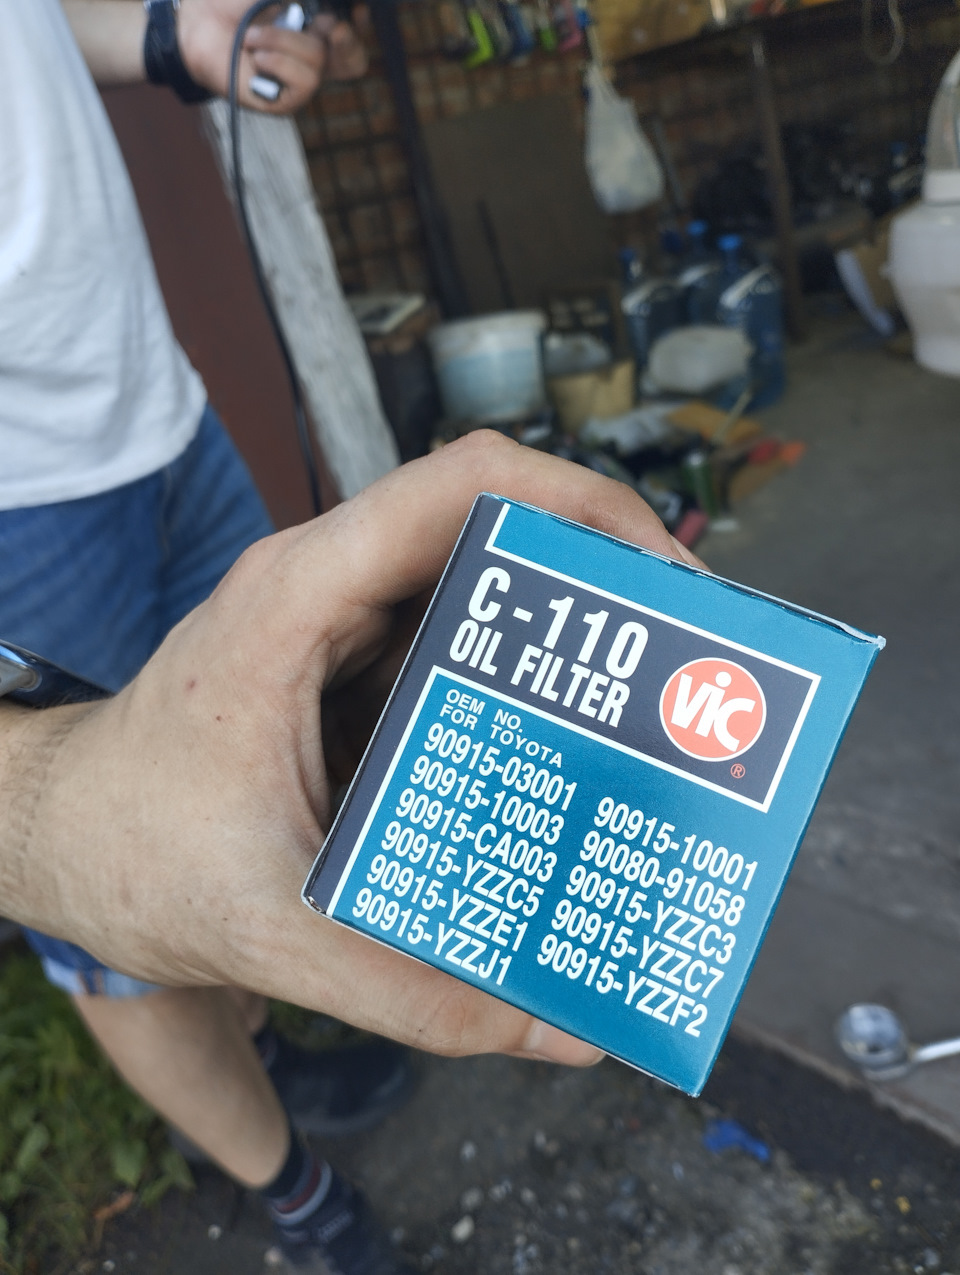 C-110
OIL FILTER
ViC
®
OEM NO.
FOR TOYOTA
90915-03001
90915-10003
90915-CA003
90915-YZZC5
90915-YZZE1
90915-YZZJ1
90915-10001
90080-91058
90915-YZZC3
90915-YZZC7
90915-YZZF2